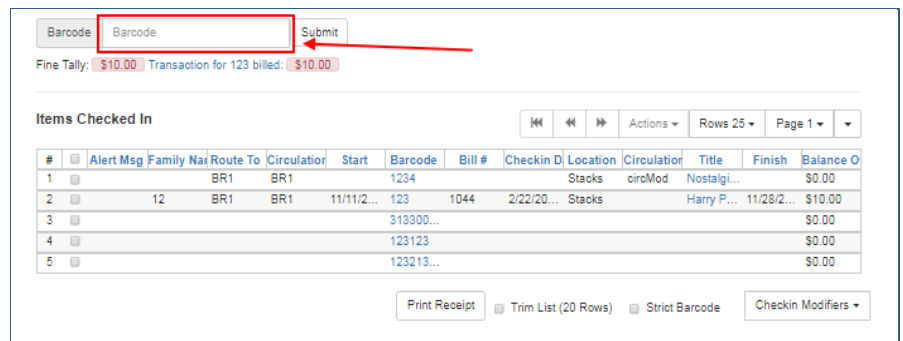 Barcode Barcode Submit
Fine Tally: $10.00 Transaction for 123 billed: $10.00
Items Checked In Actions Rows 25 Page 1
# Alert Msg Family Nai Route To Circulation Start Barcode Bill # Checkin D Location Circulation Title Finish Balance O
1 BR1 BR1 1234 Stacks circMod Nostalgi... $0.00
2 12 BR1 BR1 11/11/2... 123 1044 2/22/20... Stacks Harry P... 11/28/2... $10.00
3 313300... $0.00
4 123123 $0.00
5 123213... $0.00
Print Receipt Trim List (20 Rows) Strict Barcode Checkin Modifiers